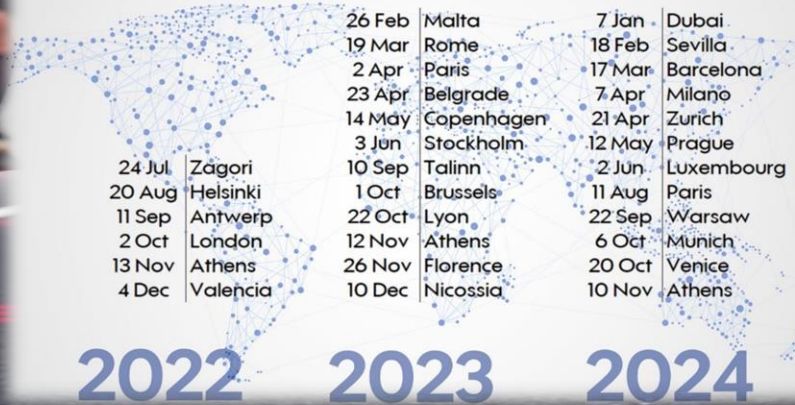 24 Jul Zagori
20 Aug Helsinki
11 Sep Antwerp
2 Oct London
13 Nov Athens
4 Dec Valencia
2022
26 Feb Malta
19 Mar Rome
2 Apr Paris
23 Apr Belgrade
14 May Copenhagen
3 Jun Stockholm
10 Sep Talinn
1 Oct Brussels
22 Oct Lyon
12 Nov Athens
26 Nov Florence
10 Dec Nicossia
2023
7 Jan Dubai
18 Feb Sevilla
17 Mar Barcelona
7 Apr Milano
21 Apr Zurich
12 May Prague
2 Jun Luxembourg
11 Aug Paris
22 Sep Warsaw
6 Oct Munich
20 Oct Venice
10 Nov Athens
2024